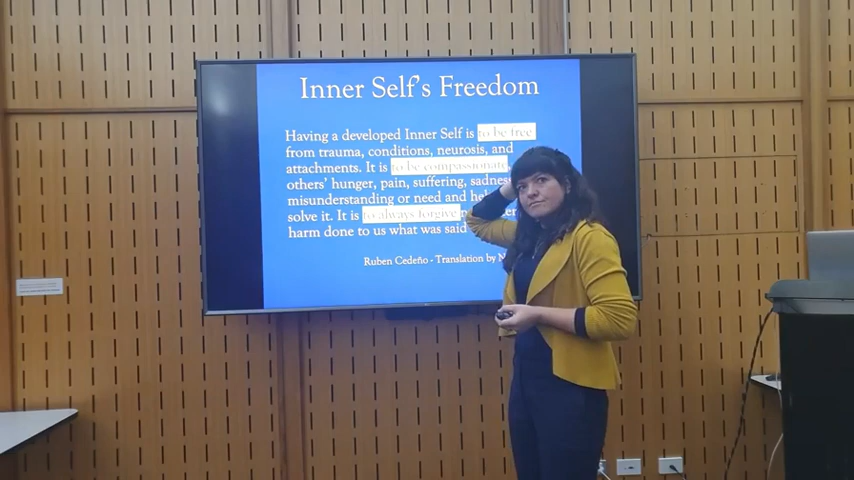 Inner Self's Freedom
Having a developed Inner Self is to be free
from trauma, conditions, neurosis, and
attachments. It is to be compassionate
others' hunger, pain, suffering, sadness
misunderstanding or need and
solve it. It is to always forgive
harm done to us what was said
Ruben Cedeño - Translation by